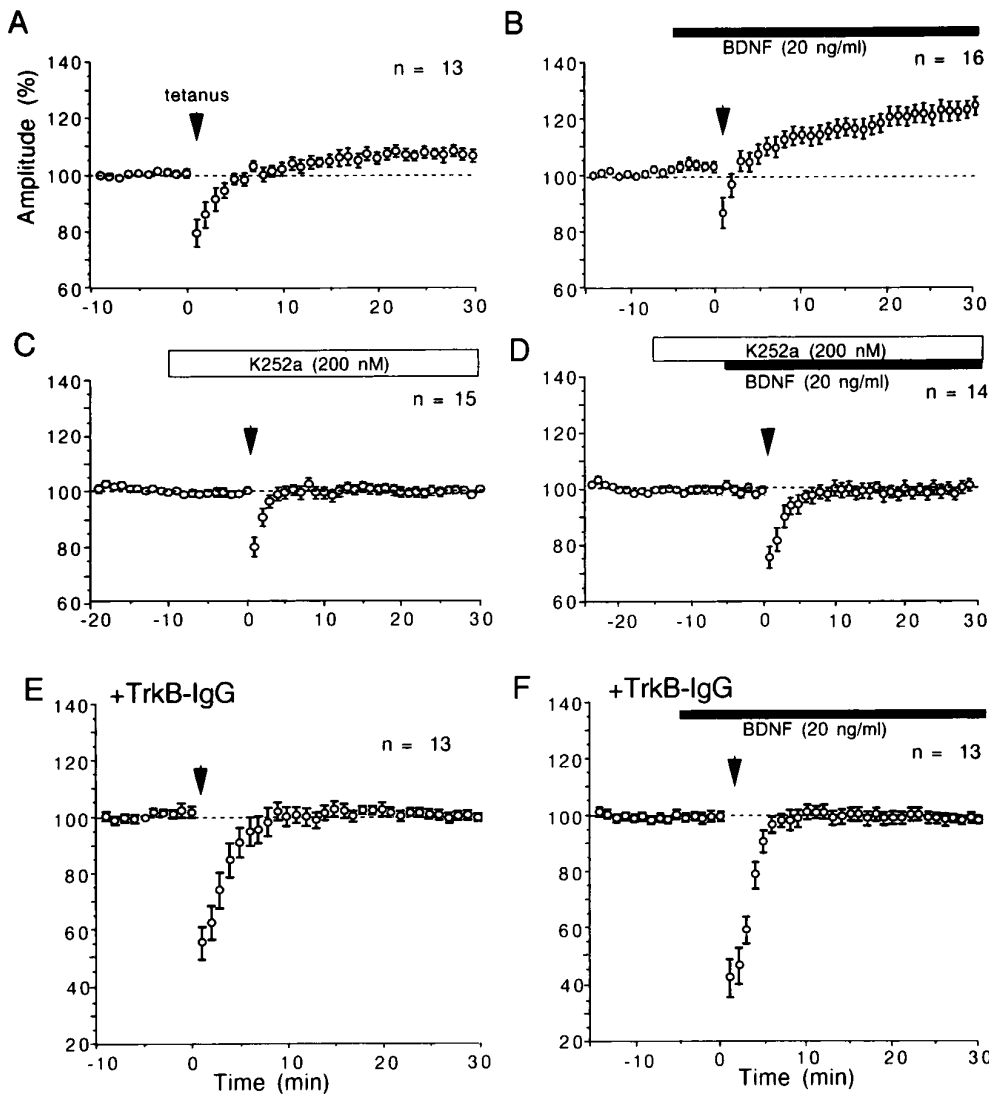 A
Amplitude (%)
140
120
100
80
60
tetanus
n = 13
-10
0
10
20
30
B
BDNF (20 ng/ml)
n = 16
140
120
100
80
60
-10
0
10
20
30
C
K252a (200 nM)
n = 15
140
120
100
80
60
-20
-10
0
10
20
30
D
K252a (200 nM)
BDNF (20 ng/ml)
n = 14
140
120
100
80
60
-20
-10
0
10
20
30
E
+TrkB-IgG
n = 13
140
120
100
80
60
40
20
-10
0
10
20
30
Time (min)
F
+TrkB-IgG
BDNF (20 ng/ml)
n = 13
140
120
100
80
60
40
20
-10
0
10
20
30
Time (min)